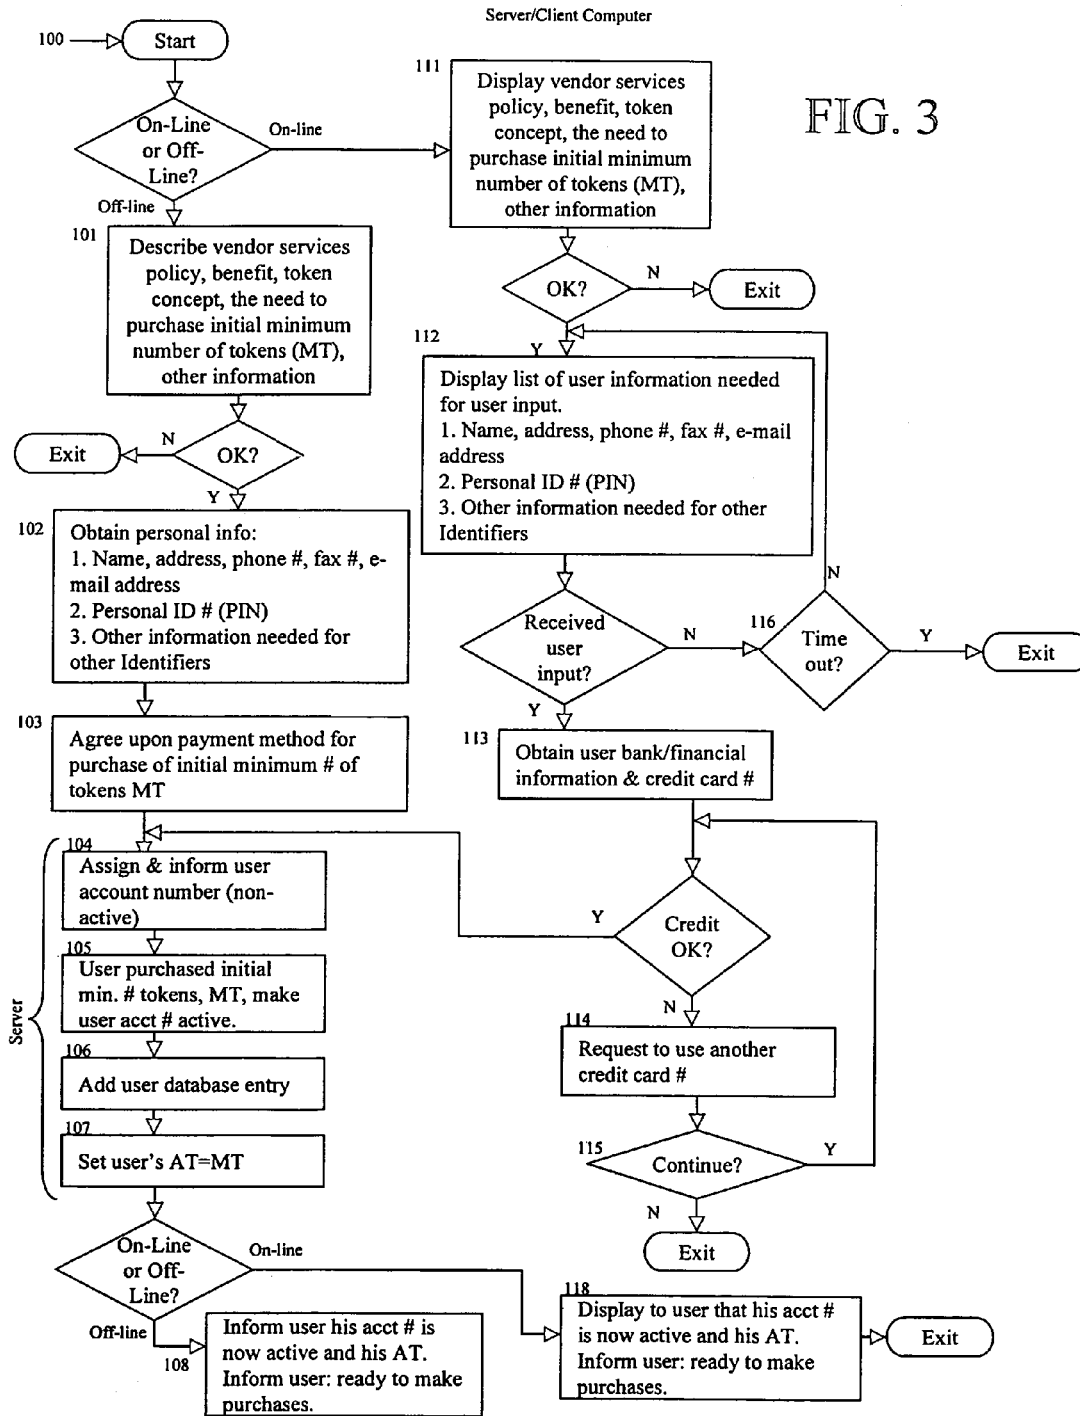 Server/Client Computer
FIG. 3
100
Start
On-Line
or Off-
Line?
On-line
Off-line
111
Display vendor services
policy, benefit, token
concept, the need to
purchase initial minimum
number of tokens (MT),
other information
101
Describe vendor services
policy, benefit, token
concept, the need to
purchase initial minimum
number of tokens (MT),
other information
OK?
N
Exit
Y
112
Display list of user information needed
for user input.
1. Name, address, phone #, fax #, e-mail
address
2. Personal ID # (PIN)
3. Other information needed for other
Identifiers
Exit
N
OK?
Y
102
Obtain personal info:
1. Name, address, phone #, fax #, e-
mail address
2. Personal ID # (PIN)
3. Other information needed for
other Identifiers
Received
user
input?
N
Y
116
Time
out?
N
Y
Exit
103
Agree upon payment method for
purchase of initial minimum # of
tokens MT
113
Obtain user bank/financial
information & credit card #
Server
104
Assign & inform user
account number (non-
active)
105
User purchased initial
min. # tokens, MT, make
user acct # active.
106
Add user database entry
107
Set user's AT=MT
Credit
OK?
Y
N
114
Request to use another
credit card #
115
Continue?
Y
N
Exit
On-Line
or Off-
Line?
On-line
Off-line
108
Inform user his acct # is
now active and his AT.
Inform user: ready to make
purchases.
118
Display to user that his acct #
is now active and his AT.
Inform user: ready to make
purchases.
Exit